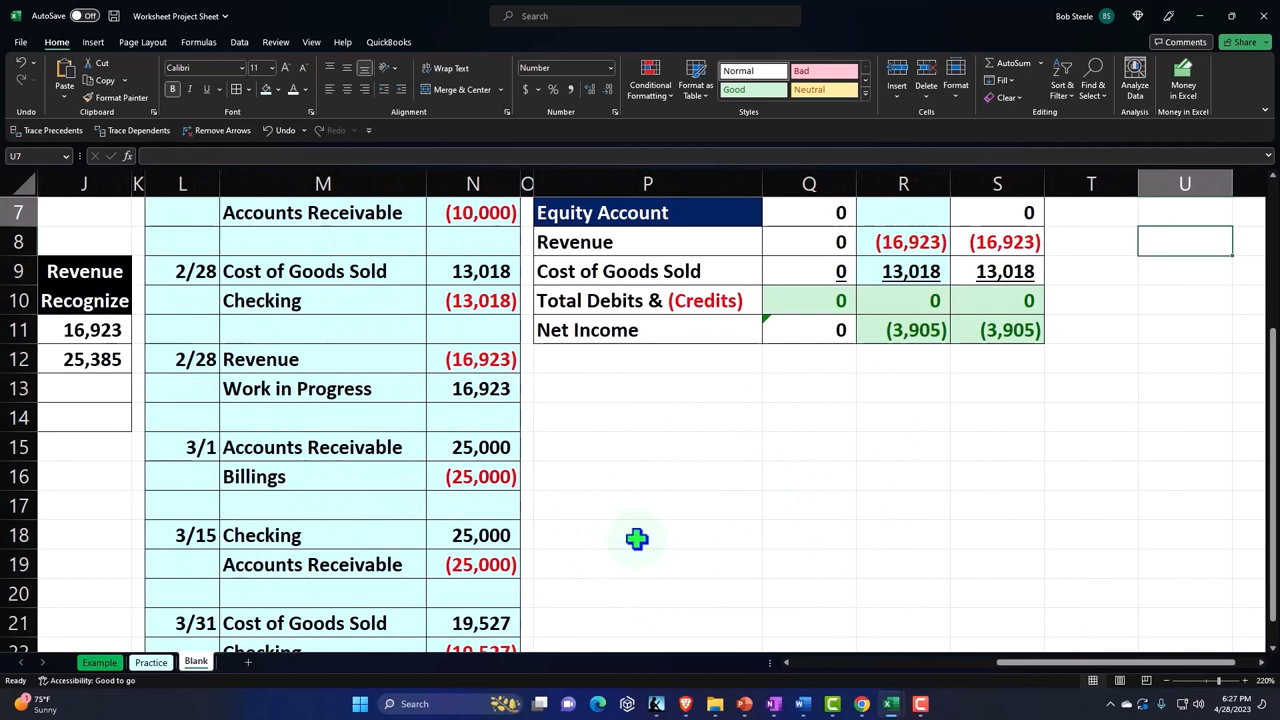 AutoSave Off Worksheet Project Sheet Search Bob Steele BS
File Home Insert Page Layout Formulas Data Review View Help QuickBooks Comments Share
Cut Calibri 11 Wrap Text Number Normal Bad AutoSum
Copy Fill
Paste Format Painter B I U Merge & Center $ % Conditional Formatting Format as Table Good Neutral Insert Delete Format Clear Sort & Filter Find & Select Analyze Data Money in Excel
Undo Clipboard Font Alignment Number Styles Cells Editing Analysis Money in Excel
Trace Precedents Trace Dependents Remove Arrows Undo Redo
U7 fx
J K L M N O P Q R S T U
7 Accounts Receivable (10,000) Equity Account 0 0
8 Revenue 0 (16,923) (16,923)
9 Revenue 2/28 Cost of Goods Sold 13,018 Cost of Goods Sold 0 13,018 13,018
10 Recognize Checking (13,018) Total Debits & (Credits) 0 0 0
11 16,923 Net Income 0 (3,905) (3,905)
12 25,385 2/28 Revenue (16,923)
13 Work in Progress 16,923
14
15 3/1 Accounts Receivable 25,000
16 Billings (25,000)
17
18 3/15 Checking 25,000
19 Accounts Receivable (25,000)
20
21 3/31 Cost of Goods Sold 19,527
22 Checking (19,527)
Example Practice Blank
Ready Accessibility: Good to go 220%
75°F Search 6:27 PM
Sunny 4/28/2023